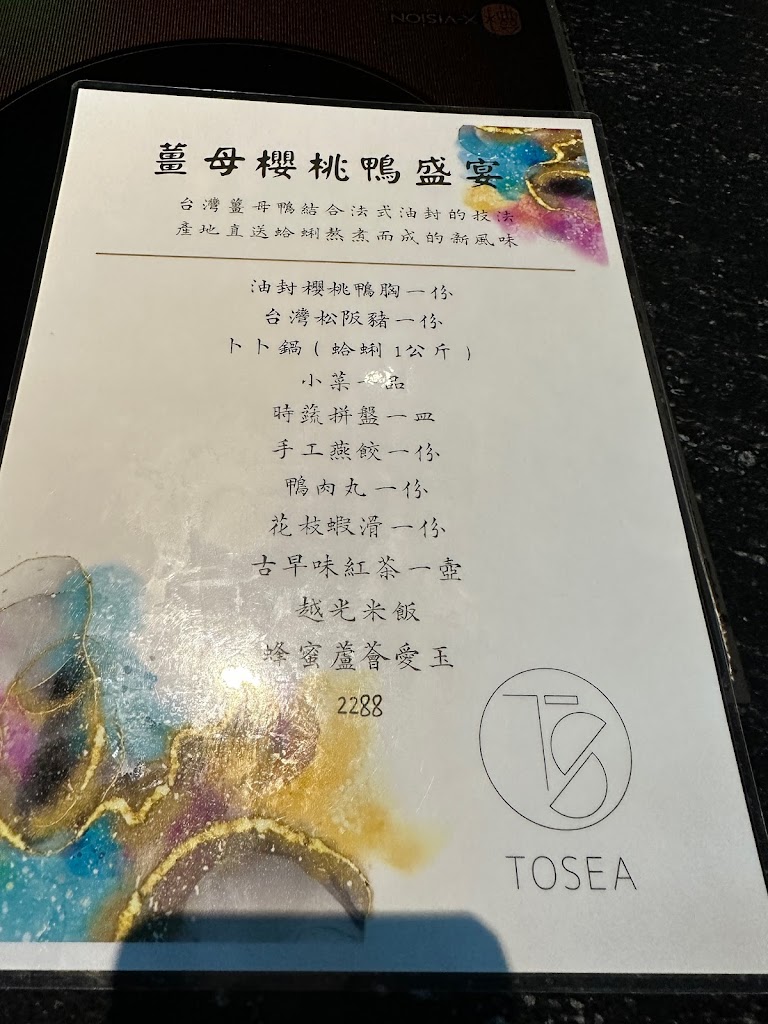 X-VISION
薑母櫻桃鴨盛宴
台灣薑母鴨結合法式油封的技法
產地直送蛤蜊熬煮而成的新風味
油封櫻桃鴨胸一份
台灣松阪豬一份
卜卜鍋(蛤蜊1公斤)
小菜一品
時蔬拼盤一皿
手工燕餃一份
鴨肉丸一份
花枝蝦滑一份
古早味紅茶一壺
越光米飯
蜂蜜蘆薈愛玉
2288
TOSEA